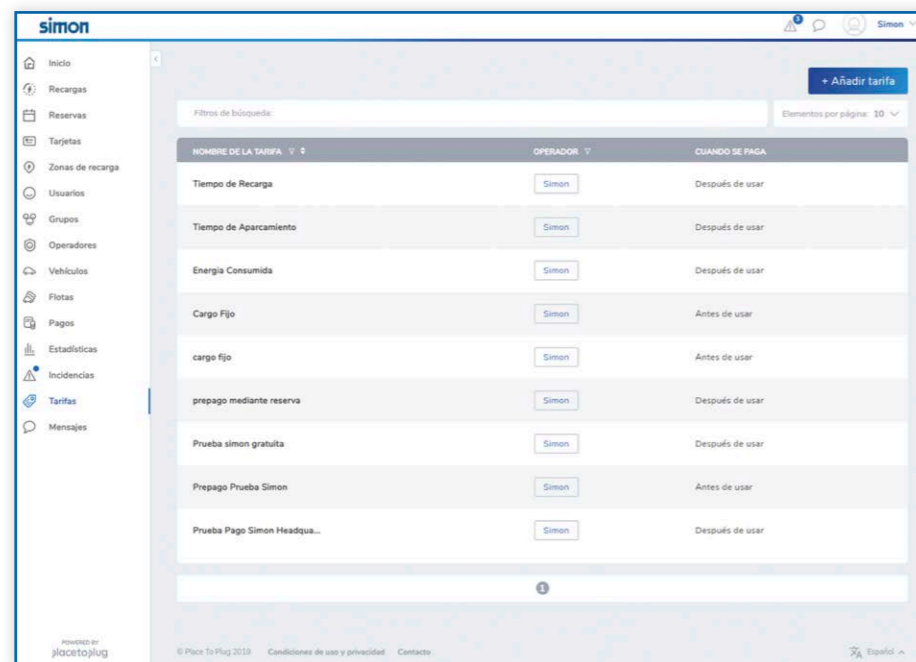 simon
3
Simon
Inicio
Recargas
Reservas
Tarjetas
Zonas de recarga
Usuarios
Grupos
Operadores
Vehículos
Flotas
Pagos
Estadísticas
Incidencias
Tarifas
Mensajes
+ Añadir tarifa
Filtros de búsqueda:
Elementos por página: 10
NOMBRE DE LA TARIFA OPERADOR CUANDO SE PAGA
Tiempo de Recarga Simon Después de usar
Tiempo de Aparcamiento Simon Después de usar
Energia Consumida Simon Después de usar
Cargo Fijo Simon Antes de usar
cargo fijo Simon Antes de usar
prepago mediante reserva Simon Después de usar
Prueba simon gratuita Simon Después de usar
Prepago Prueba Simon Simon Antes de usar
Prueba Pago Simon Headqua... Simon Después de usar
1
POWERED BY
placetoplug
© Place To Plug 2019 Condiciones de uso y privacidad Contacto
Español